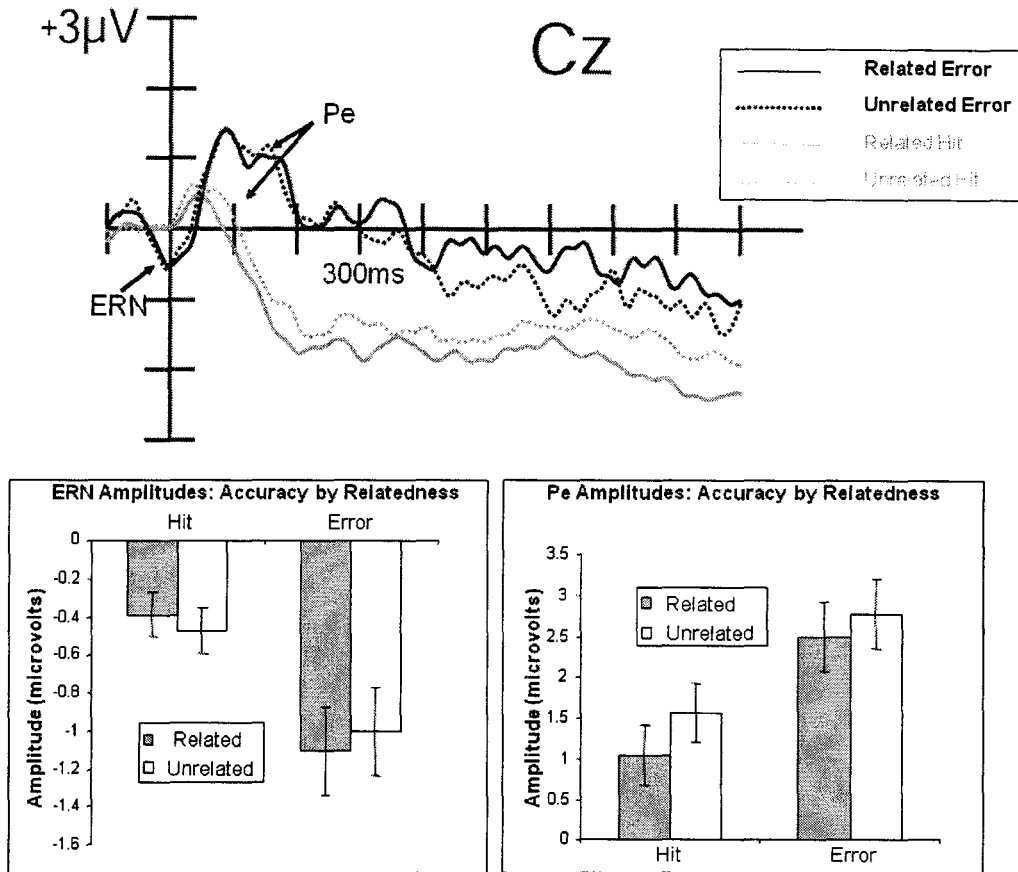 +3µV
Cz
Related Error
Unrelated Error
Related Hit
Unrelated Hit
Pe
300ms
ERN
ERN Amplitudes: Accuracy by Relatedness
Hit Error
0
-0.2
-0.4
-0.6
-0.8
-1
-1.2
-1.4
-1.6
Amplitude (microvolts)
Related
Unrelated
Pe Amplitudes: Accuracy by Relatedness
3.5
3
2.5
2
1.5
1
0.5
0
Amplitude (microvolts)
Related
Unrelated
Hit Error